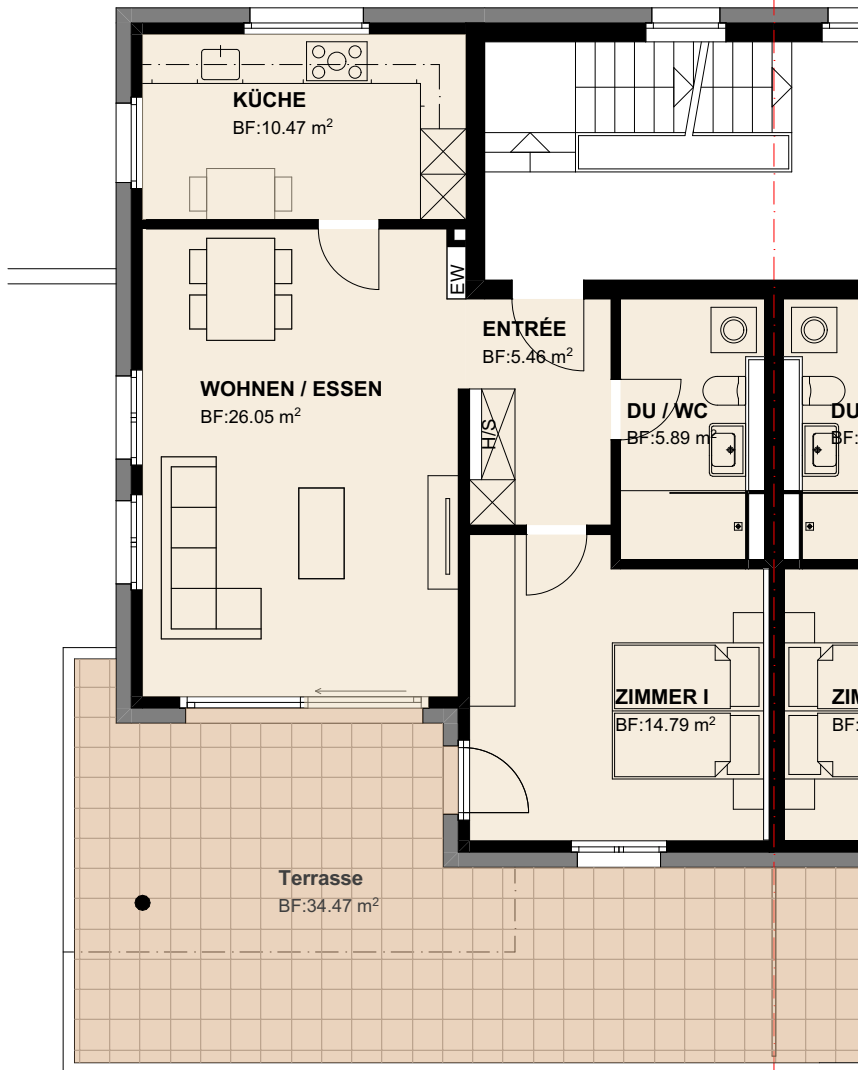 KÜCHE
BF:10.47 m²
EW
ENTRÉE
BF:5.46 m²
WOHNEN / ESSEN
BF:26.05 m²
H/S
DU / WC
BF:5.89 m²
DU
BF:
ZIMMER I
BF:14.79 m²
ZIM
BF:
Terrasse
BF:34.47 m²